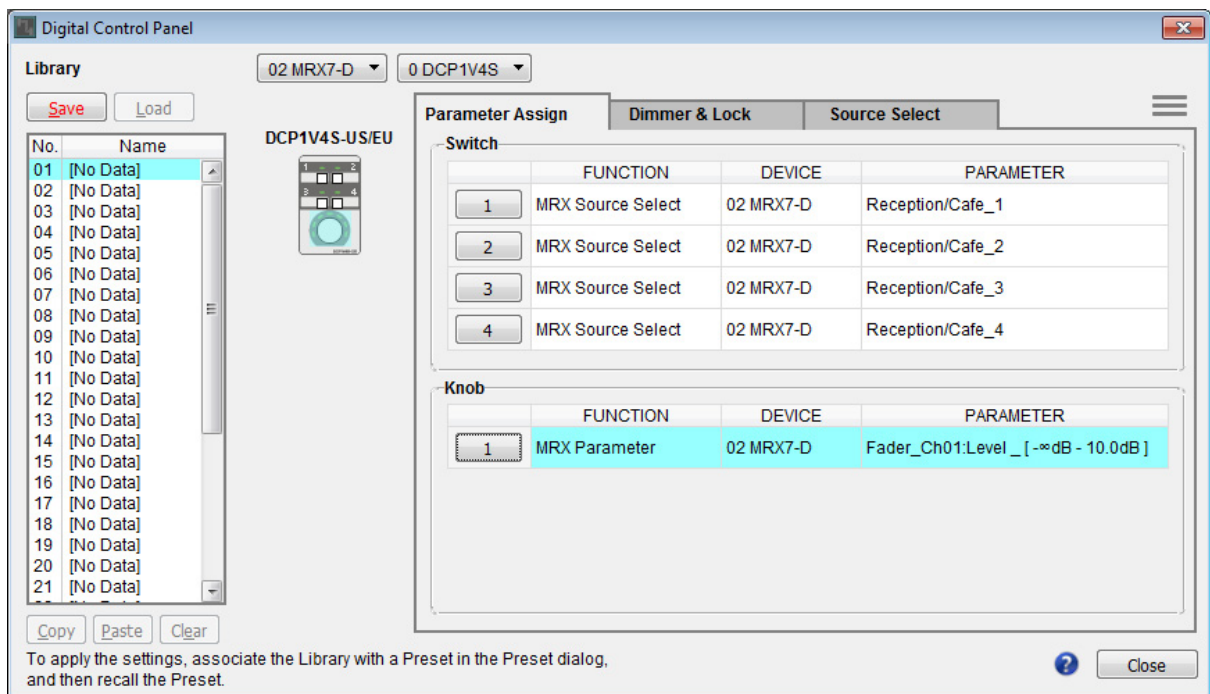 Digital Control Panel
Library
02 MRX7-D
0 DCP1V4S
Save
Load
Parameter Assign
Dimmer & Lock
Source Select
DCP1V4S-US/EU
1 2
3 4
No. Name
01 [No Data]
02 [No Data]
03 [No Data]
04 [No Data]
05 [No Data]
06 [No Data]
07 [No Data]
08 [No Data]
09 [No Data]
10 [No Data]
11 [No Data]
12 [No Data]
13 [No Data]
14 [No Data]
15 [No Data]
16 [No Data]
17 [No Data]
18 [No Data]
19 [No Data]
20 [No Data]
21 [No Data]
Switch
FUNCTION DEVICE PARAMETER
1 MRX Source Select 02 MRX7-D Reception/Cafe_1
2 MRX Source Select 02 MRX7-D Reception/Cafe_2
3 MRX Source Select 02 MRX7-D Reception/Cafe_3
4 MRX Source Select 02 MRX7-D Reception/Cafe_4
Knob
FUNCTION DEVICE PARAMETER
1 MRX Parameter 02 MRX7-D Fader_Ch01:Level _ [ -∞dB - 10.0dB ]
Copy
Paste
Clear
To apply the settings, associate the Library with a Preset in the Preset dialog,
and then recall the Preset.
?
Close